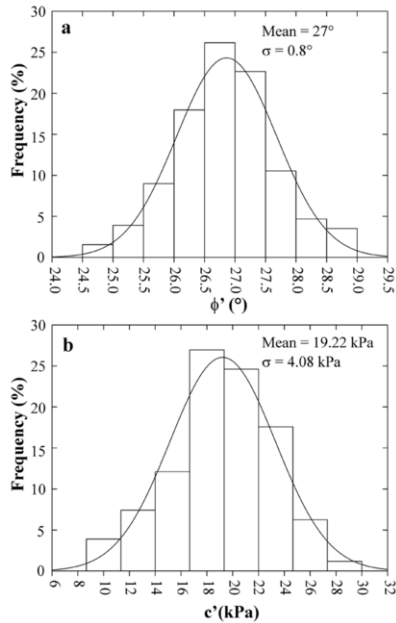 30
a
Mean = 27°
σ = 0.8°
25
20
15
10
5
0
Frequency (%)
24.0 24.5 25.0 25.5 26.0 26.5 27.0 27.5 28.0 28.5 29.0 29.5
ϕ' (°)
30
b
Mean = 19.22 kPa
σ = 4.08 kPa
25
20
15
10
5
0
Frequency (%)
6 8 10 12 14 16 18 20 22 24 26 28 30 32
c'(kPa)